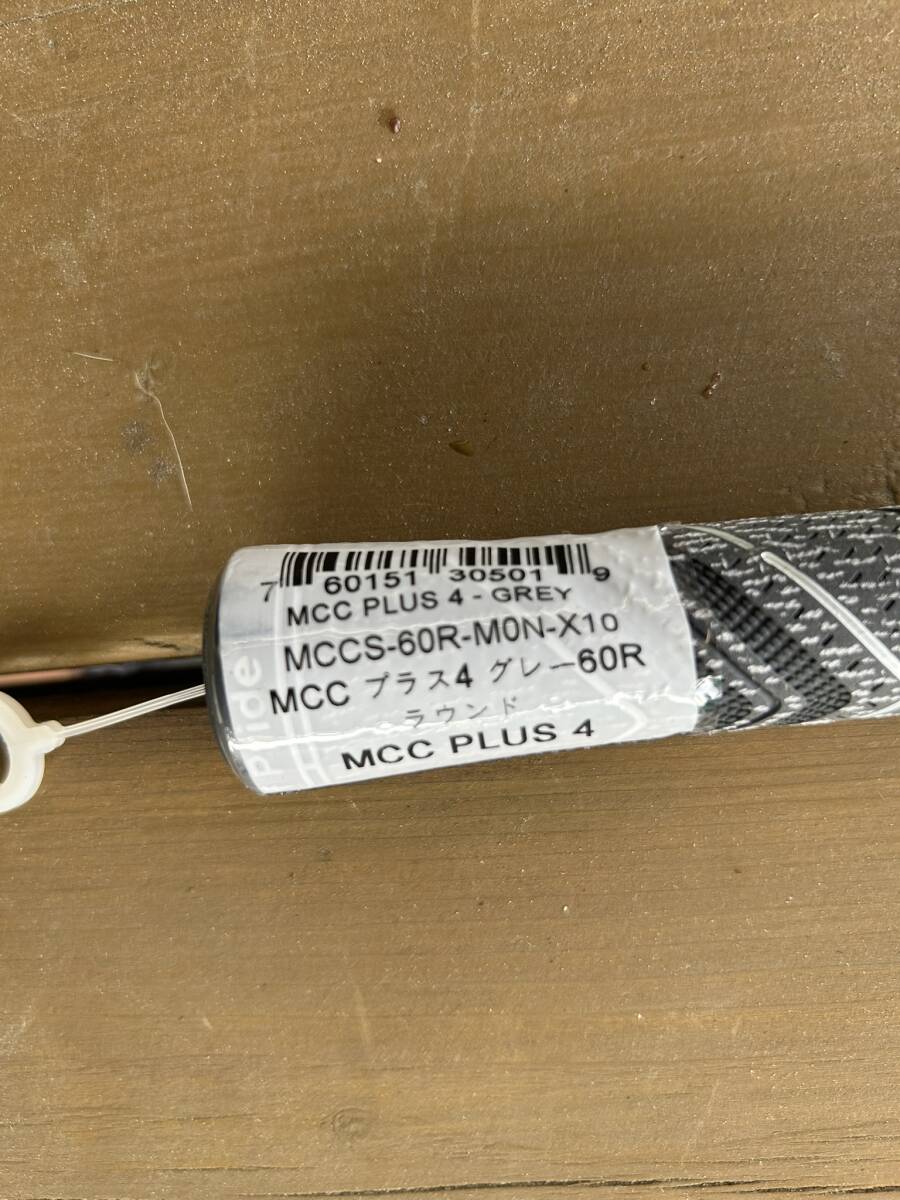 7 60151 30501 9
MCC PLUS 4 - GREY
MCCS-60R-M0N-X10
MCC プラス4 グレー60R
ラウンド
MCC PLUS 4
Pride